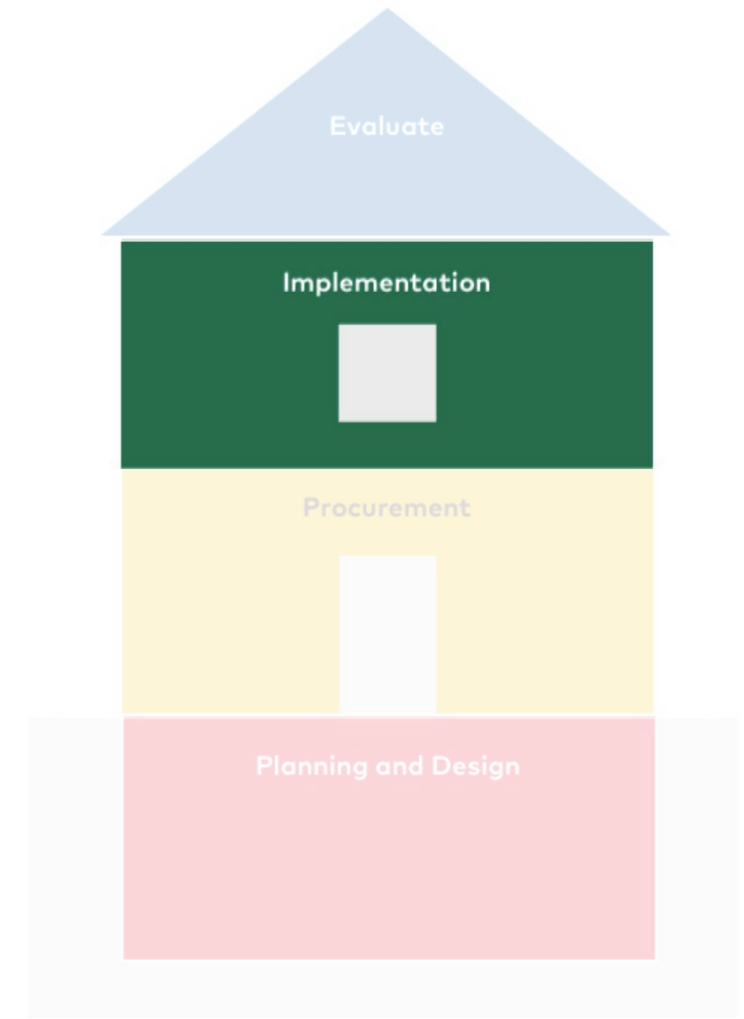 Evaluate
Implementation
Procurement
Planning and Design